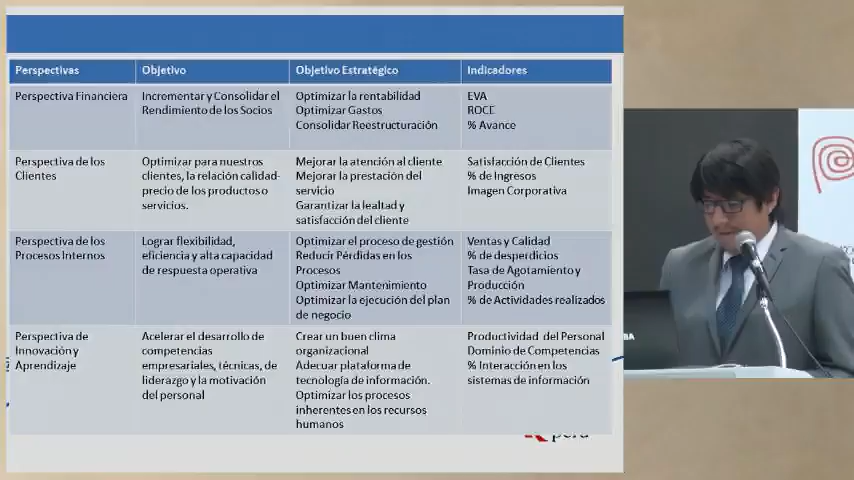 Perspectivas
Objetivo
Objetivo Estratégico
Indicadores
Perspectiva Financiera
Incrementar y Consolidar el
Rendimiento de los Socios
Optimizar la rentabilidad
Optimizar Gastos
Consolidar Reestructuración
EVA
ROCE
% Avance
Perspectiva de los
Clientes
Optimizar para nuestros
clientes, la relación calidad-
precio de los productos o
servicios.
Mejorar la atención al cliente
Mejorar la prestación del
servicio
Garantizar la lealtad y
satisfacción del cliente
Satisfacción de Clientes
% de Ingresos
Imagen Corporativa
Perspectiva de los
Procesos Internos
Lograr flexibilidad,
eficiencia y alta capacidad
de respuesta operativa
Optimizar el proceso de gestión
Reducir Pérdidas en los
Procesos
Optimizar Mantenimiento
Optimizar la ejecución del plan
de negocio
Ventas y Calidad
% de desperdicios
Tasa de Agotamiento y
Producción
% de Actividades realizados
Perspectiva de
Innovación y
Aprendizaje
Acelerar el desarrollo de
competencias
empresariales, técnicas, de
liderazgo y la motivación
del personal
Crear un buen clima
organizacional
Adecuar plataforma de
tecnología de información.
Optimizar los procesos
inherentes en los recursos
humanos
Productividad del Personal
Dominio de Competencias
% Interacción en los
sistemas de información